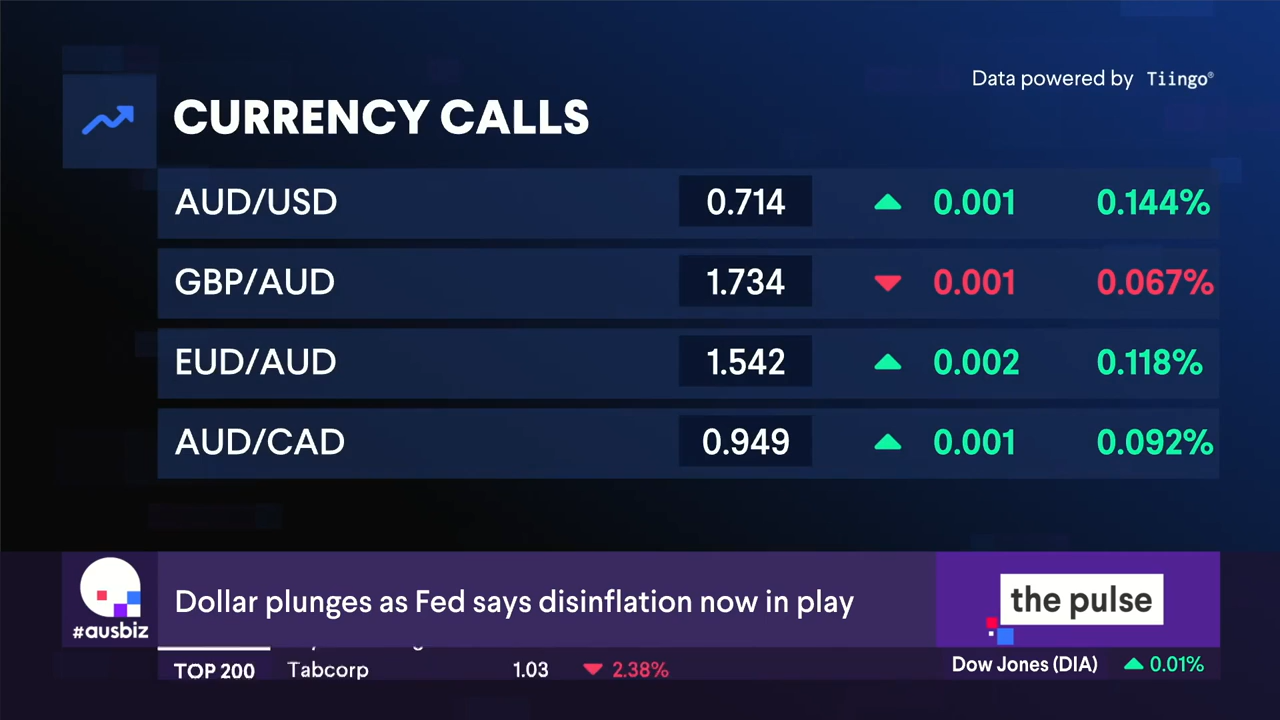 Data powered by Tiingo®
CURRENCY CALLS
AUD/USD 0.714 0.001 0.144%
GBP/AUD 1.734 0.001 0.067%
EUD/AUD 1.542 0.002 0.118%
AUD/CAD 0.949 0.001 0.092%
#ausbiz
Dollar plunges as Fed says disinflation now in play
the pulse
TOP 200 Tabcorp 1.03 2.38%
Dow Jones (DIA) 0.01%